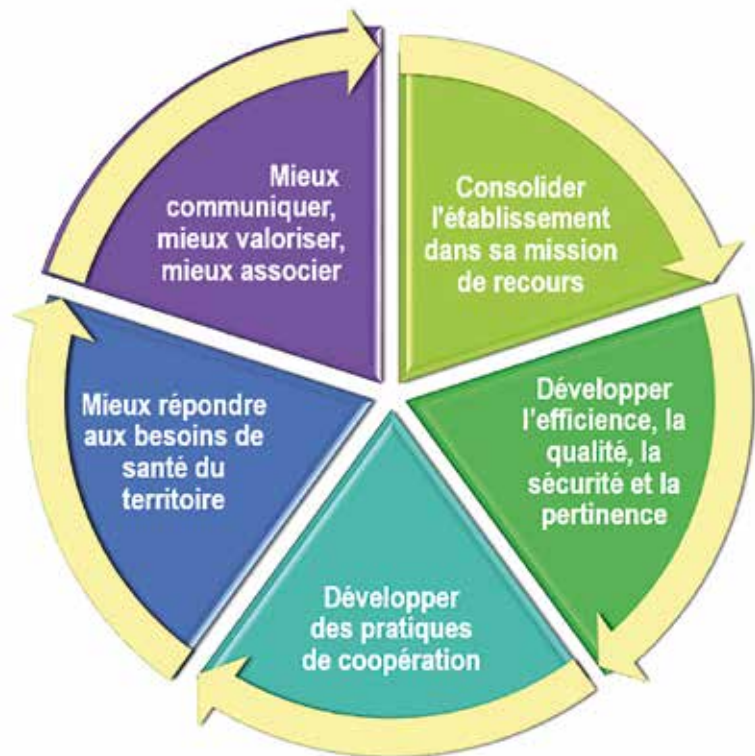 Mieux
communiquer,
mieux valoriser,
mieux associer
Consolider
l'établissement
dans sa mission
de recours
Développer
l'efficience, la
qualité, la
sécurité et la
pertinence
Développer
des pratiques
de coopération
Mieux répondre
aux besoins de
santé du
territoire